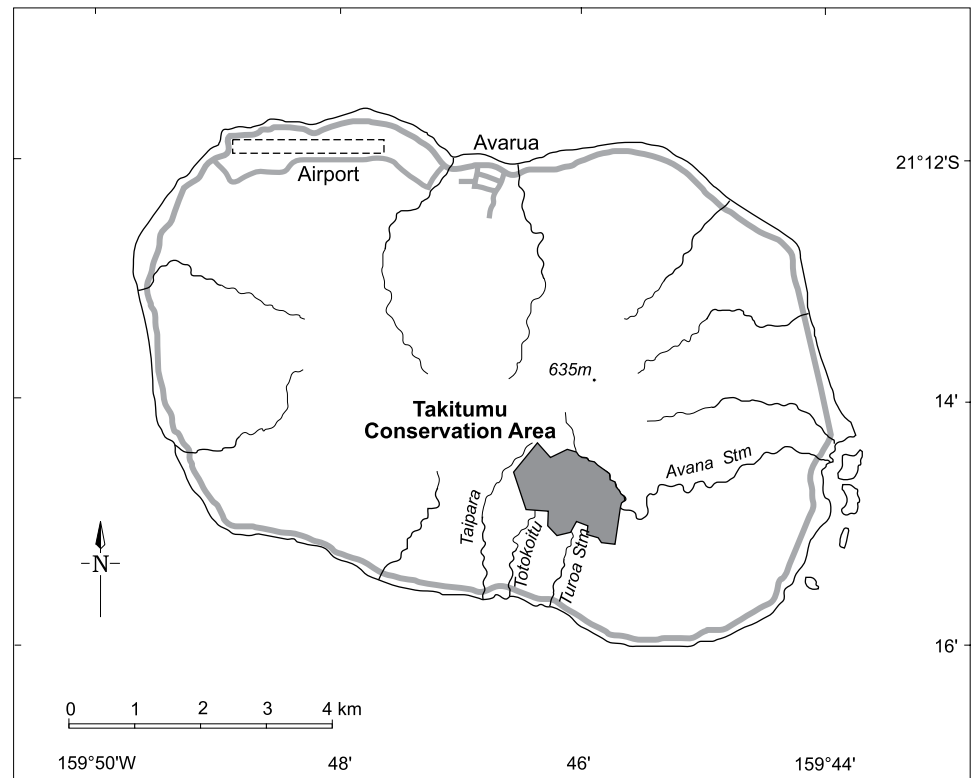 Avarua
21°12'S
Airport
635m
14'
Takitumu
Conservation Area
Avana Stm
Taipara
Totokoitu
Turoa Stm
N
16'
0 1 2 3 4 km
159°50'W 48' 46' 159°44'